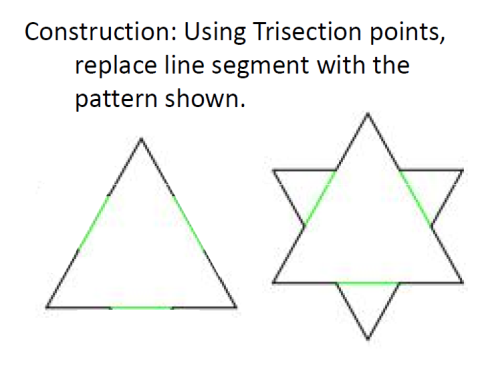 Construction: Using Trisection points,
replace line segment with the
pattern shown.